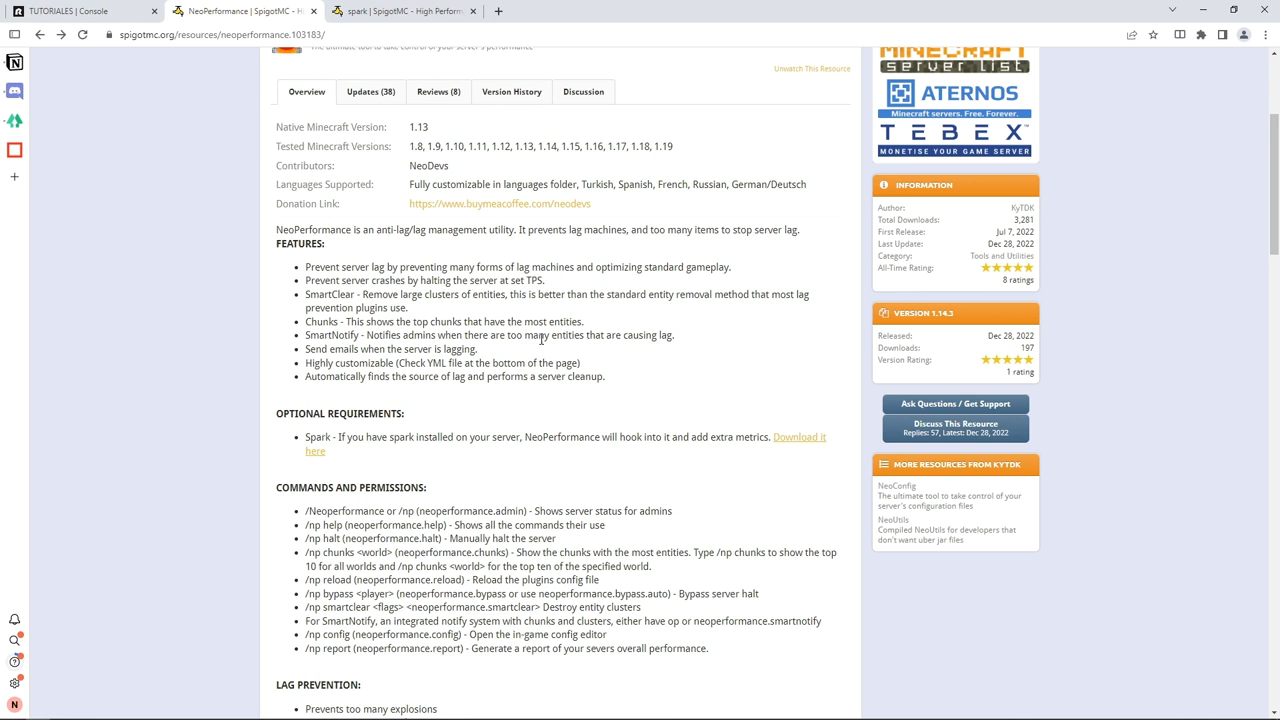 TUTORIALES | Console
NeoPerformance | SpigotMC - Hi
spark | SpigotMC - High Perform
spigotmc.org/resources/neoperformance.103183/
The ultimate tool to take control of your server's performance
Unwatch This Resource
Overview
Updates (38)
Reviews (8)
Version History
Discussion
Native Minecraft Version: 1.13
Tested Minecraft Versions: 1.8, 1.9, 1.10, 1.11, 1.12, 1.13, 1.14, 1.15, 1.16, 1.17, 1.18, 1.19
Contributors: NeoDevs
Languages Supported: Fully customizable in languages folder, Turkish, Spanish, French, Russian, German/Deutsch
Donation Link: https://www.buymeacoffee.com/neodevs
NeoPerformance is an anti-lag/lag management utility. It prevents lag machines, and too many items to stop server lag.
FEATURES:
Prevent server lag by preventing many forms of lag machines and optimizing standard gameplay.
Prevent server crashes by halting the server at set TPS.
SmartClear - Remove large clusters of entities, this is better than the standard entity removal method that most lag
prevention plugins use.
Chunks - This shows the top chunks that have the most entities.
SmartNotify - Notifies admins when there are too many entities that are causing lag.
Send emails when the server is lagging.
Highly customizable (Check YML file at the bottom of the page)
Automatically finds the source of lag and performs a server cleanup.
OPTIONAL REQUIREMENTS:
Spark - If you have spark installed on your server, NeoPerformance will hook into it and add extra metrics. Download it
here
COMMANDS AND PERMISSIONS:
/Neoperformance or /np (neoperformance.admin) - Shows server status for admins
/np help (neoperformance.help) - Shows all the commands their use
/np halt (neoperformance.halt) - Manually halt the server
/np chunks <world> (neoperformance.chunks) - Show the chunks with the most entities. Type /np chunks to show the top
10 for all worlds and /np chunks <world> for the top ten of the specified world.
/np reload (neoperformance.reload) - Reload the plugins config file
/np bypass <player> (neoperformance.bypass or use neoperformance.bypass.auto) - Bypass server halt
/np smartclear <flags> <neoperformance.smartclear> Destroy entity clusters
For SmartNotify, an integrated notify system with chunks and clusters, either have op or neoperformance.smartnotify
/np config (neoperformance.config) - Open the in-game config editor
/np report (neoperformance.report) - Generate a report of your severs overall performance.
LAG PREVENTION:
Prevents too many explosions
MINECRAFT
SERVER LIST
ATERNOS
Minecraft servers. Free. Forever.
TEBEX
MONETISE YOUR GAME SERVER
INFORMATION
Author: KyTDK
Total Downloads: 3,281
First Release: Jul 7, 2022
Last Update: Dec 28, 2022
Category: Tools and Utilities
All-Time Rating:
8 ratings
VERSION 1.14.3
Released: Dec 28, 2022
Downloads: 197
Version Rating:
1 rating
Ask Questions / Get Support
Discuss This Resource
Replies: 57, Latest: Dec 28, 2022
MORE RESOURCES FROM KYTDK
NeoConfig
The ultimate tool to take control of your
server's configuration files
NeoUtils
Compiled NeoUtils for developers that
don't want uber jar files
N